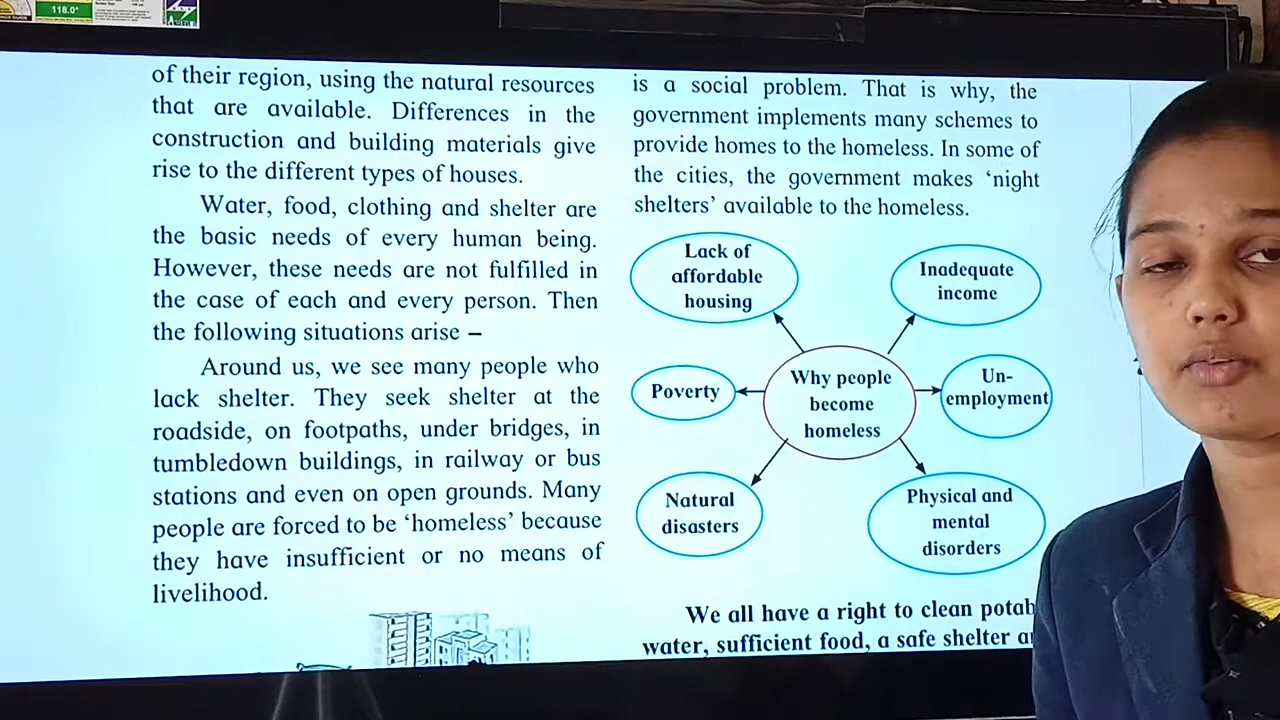 118.0°
of their region, using the natural resources
that are available. Differences in the
construction and building materials give
rise to the different types of houses.
Water, food, clothing and shelter are
the basic needs of every human being.
However, these needs are not fulfilled in
the case of each and every person. Then
the following situations arise –
Around us, we see many people who
lack shelter. They seek shelter at the
roadside, on footpaths, under bridges, in
tumbledown buildings, in railway or bus
stations and even on open grounds. Many
people are forced to be ‘homeless’ because
they have insufficient or no means of
livelihood.
is a social problem. That is why, the
government implements many schemes to
provide homes to the homeless. In some of
the cities, the government makes ‘night
shelters’ available to the homeless.
Lack of
affordable
housing
Inadequate
income
Poverty
Why people
become
homeless
Un-
employment
Natural
disasters
Physical and
mental
disorders
We all have a right to clean potab
water, sufficient food, a safe shelter a